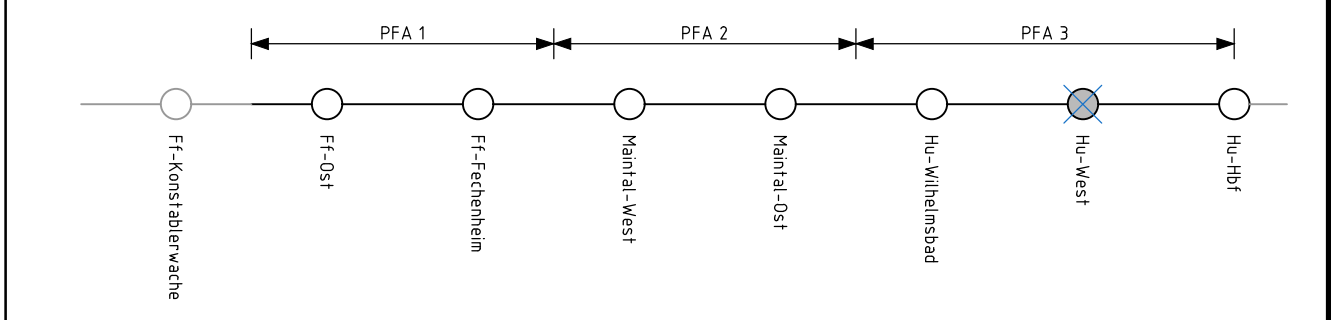 PFA 1
PFA 2
PFA 3
Ff-Konstablerwache
Ff-Ost
Ff-Fechenheim
Maintal-West
Maintal-Ost
Hu-Wilhelmsbad
Hu-West
Hu-Hbf